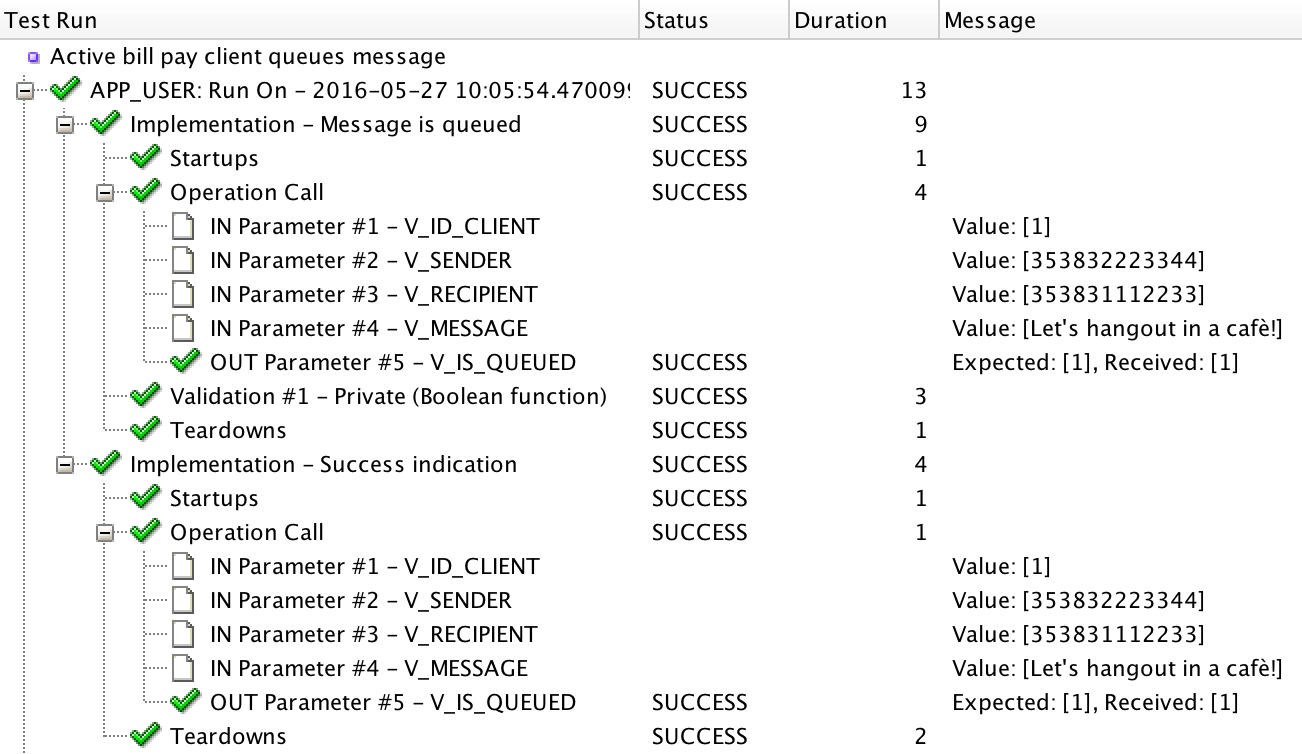 Test Run Status Duration Message
Active bill pay client queues message
APP_USER: Run On – 2016-05-27 10:05:54.470099 SUCCESS 13
Implementation – Message is queued SUCCESS 9
Startups SUCCESS 1
Operation Call SUCCESS 4
IN Parameter #1 – V_ID_CLIENT Value: [1]
IN Parameter #2 – V_SENDER Value: [353832223344]
IN Parameter #3 – V_RECIPIENT Value: [353831112233]
IN Parameter #4 – V_MESSAGE Value: [Let's hangout in a cafè!]
OUT Parameter #5 – V_IS_QUEUED SUCCESS Expected: [1], Received: [1]
Validation #1 – Private (Boolean function) SUCCESS 3
Teardowns SUCCESS 1
Implementation – Success indication SUCCESS 4
Startups SUCCESS 1
Operation Call SUCCESS 1
IN Parameter #1 – V_ID_CLIENT Value: [1]
IN Parameter #2 – V_SENDER Value: [353832223344]
IN Parameter #3 – V_RECIPIENT Value: [353831112233]
IN Parameter #4 – V_MESSAGE Value: [Let's hangout in a cafè!]
OUT Parameter #5 – V_IS_QUEUED SUCCESS Expected: [1], Received: [1]
Teardowns SUCCESS 2